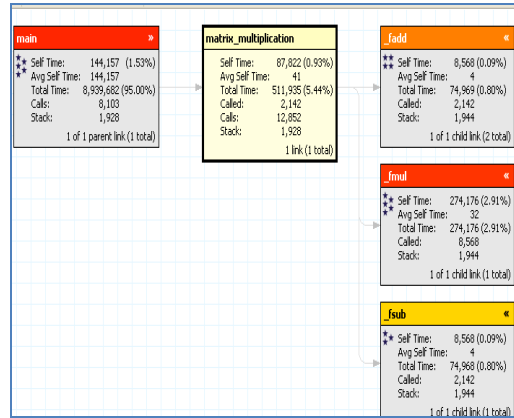 main »
Self Time: 144,157 (1.53%)
Avg Self Time: 144,157
Total Time: 8,939,682 (95.00%)
Calls: 8,103
Stack: 1,928
1 of 1 parent link (1 total)
matrix_multiplication
Self Time: 87,822 (0.93%)
Avg Self Time: 41
Total Time: 511,935 (5.44%)
Called: 2,142
Calls: 12,852
Stack: 1,928
1 link (1 total)
_fadd «
Self Time: 8,568 (0.09%)
Avg Self Time: 4
Total Time: 74,969 (0.80%)
Called: 2,142
Stack: 1,944
1 of 1 child link (2 total)
_fmul «
Self Time: 274,176 (2.91%)
Avg Self Time: 32
Total Time: 274,176 (2.91%)
Called: 8,568
Stack: 1,944
1 of 1 child link (1 total)
_fsub «
Self Time: 8,568 (0.09%)
Avg Self Time: 4
Total Time: 74,968 (0.80%)
Called: 2,142
Stack: 1,944
1 of 1 child link (1 total)